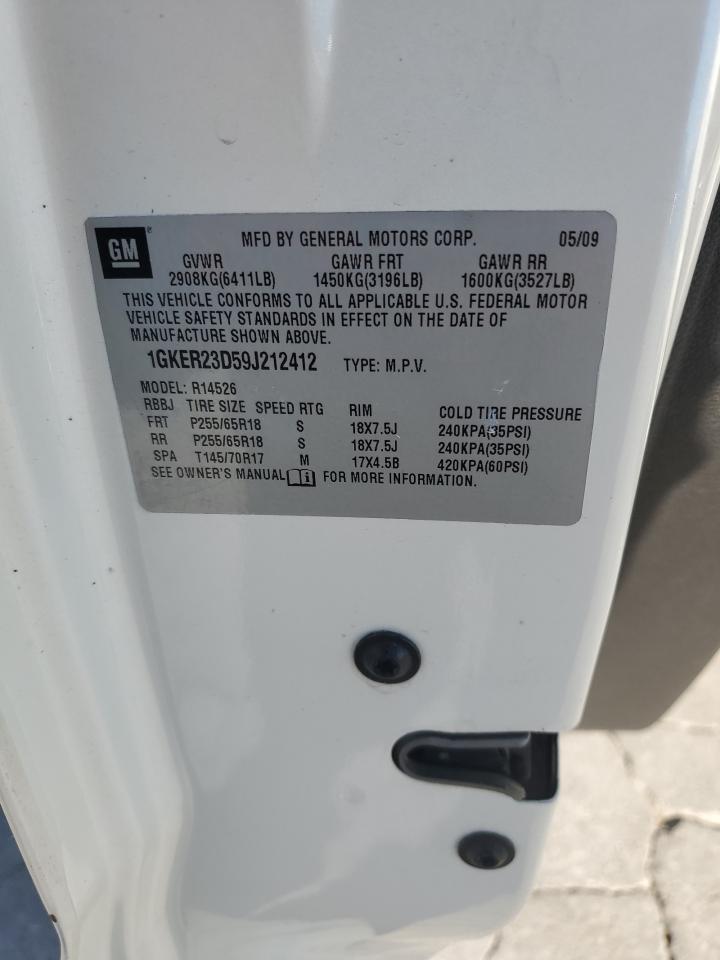 GM MFD BY GENERAL MOTORS CORP. 05/09
GVWR GAWR FRT GAWR RR
2908KG(6411LB) 1450KG(3196LB) 1600KG(3527LB)
THIS VEHICLE CONFORMS TO ALL APPLICABLE U.S. FEDERAL MOTOR
VEHICLE SAFETY STANDARDS IN EFFECT ON THE DATE OF
MANUFACTURE SHOWN ABOVE.
1GKER23D59J212412 TYPE: M.P.V.
MODEL: R14526
RBBJ TIRE SIZE SPEED RTG RIM COLD TIRE PRESSURE
FRT P255/65R18 S 18X7.5J 240KPA(35PSI)
RR P255/65R18 S 18X7.5J 240KPA(35PSI)
SPA T145/70R17 M 17X4.5B 420KPA(60PSI)
SEE OWNER'S MANUAL FOR MORE INFORMATION.